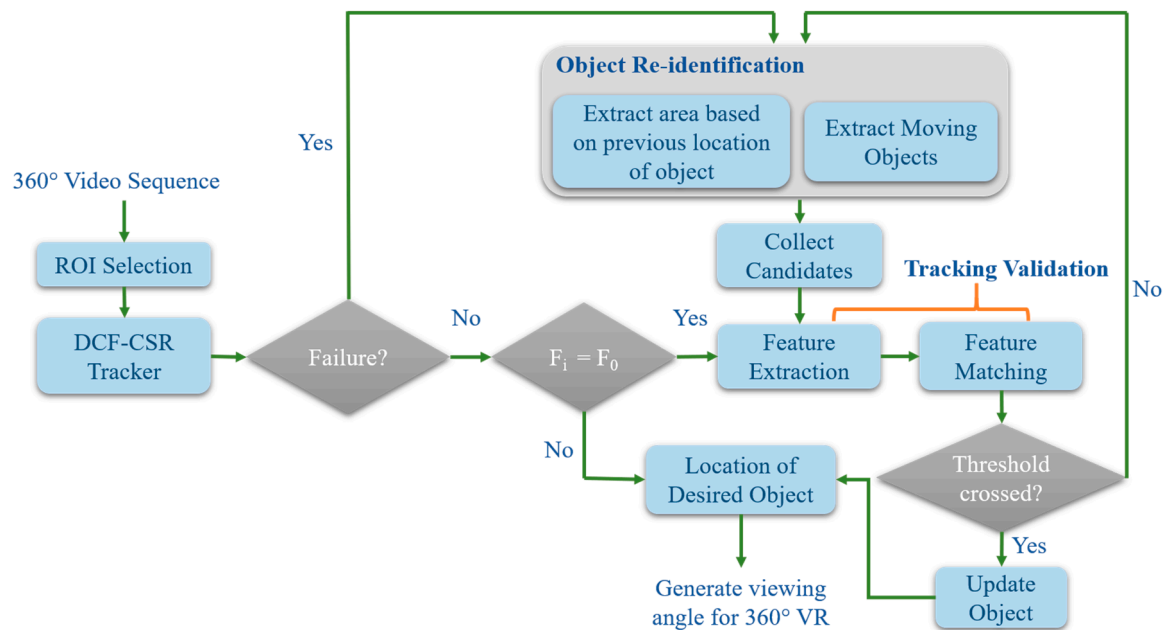 Object Re-identification
Extract area based
on previous location
of object
Extract Moving
Objects
Yes
360° Video Sequence
ROI Selection
Collect
Candidates
Tracking Validation
No
DCF-CSR
Tracker
Failure?
No
F_i = F_0
Yes
Feature
Extraction
Feature
Matching
No
Location of
Desired Object
Threshold
crossed?
Yes
Generate viewing
angle for 360° VR
Update
Object